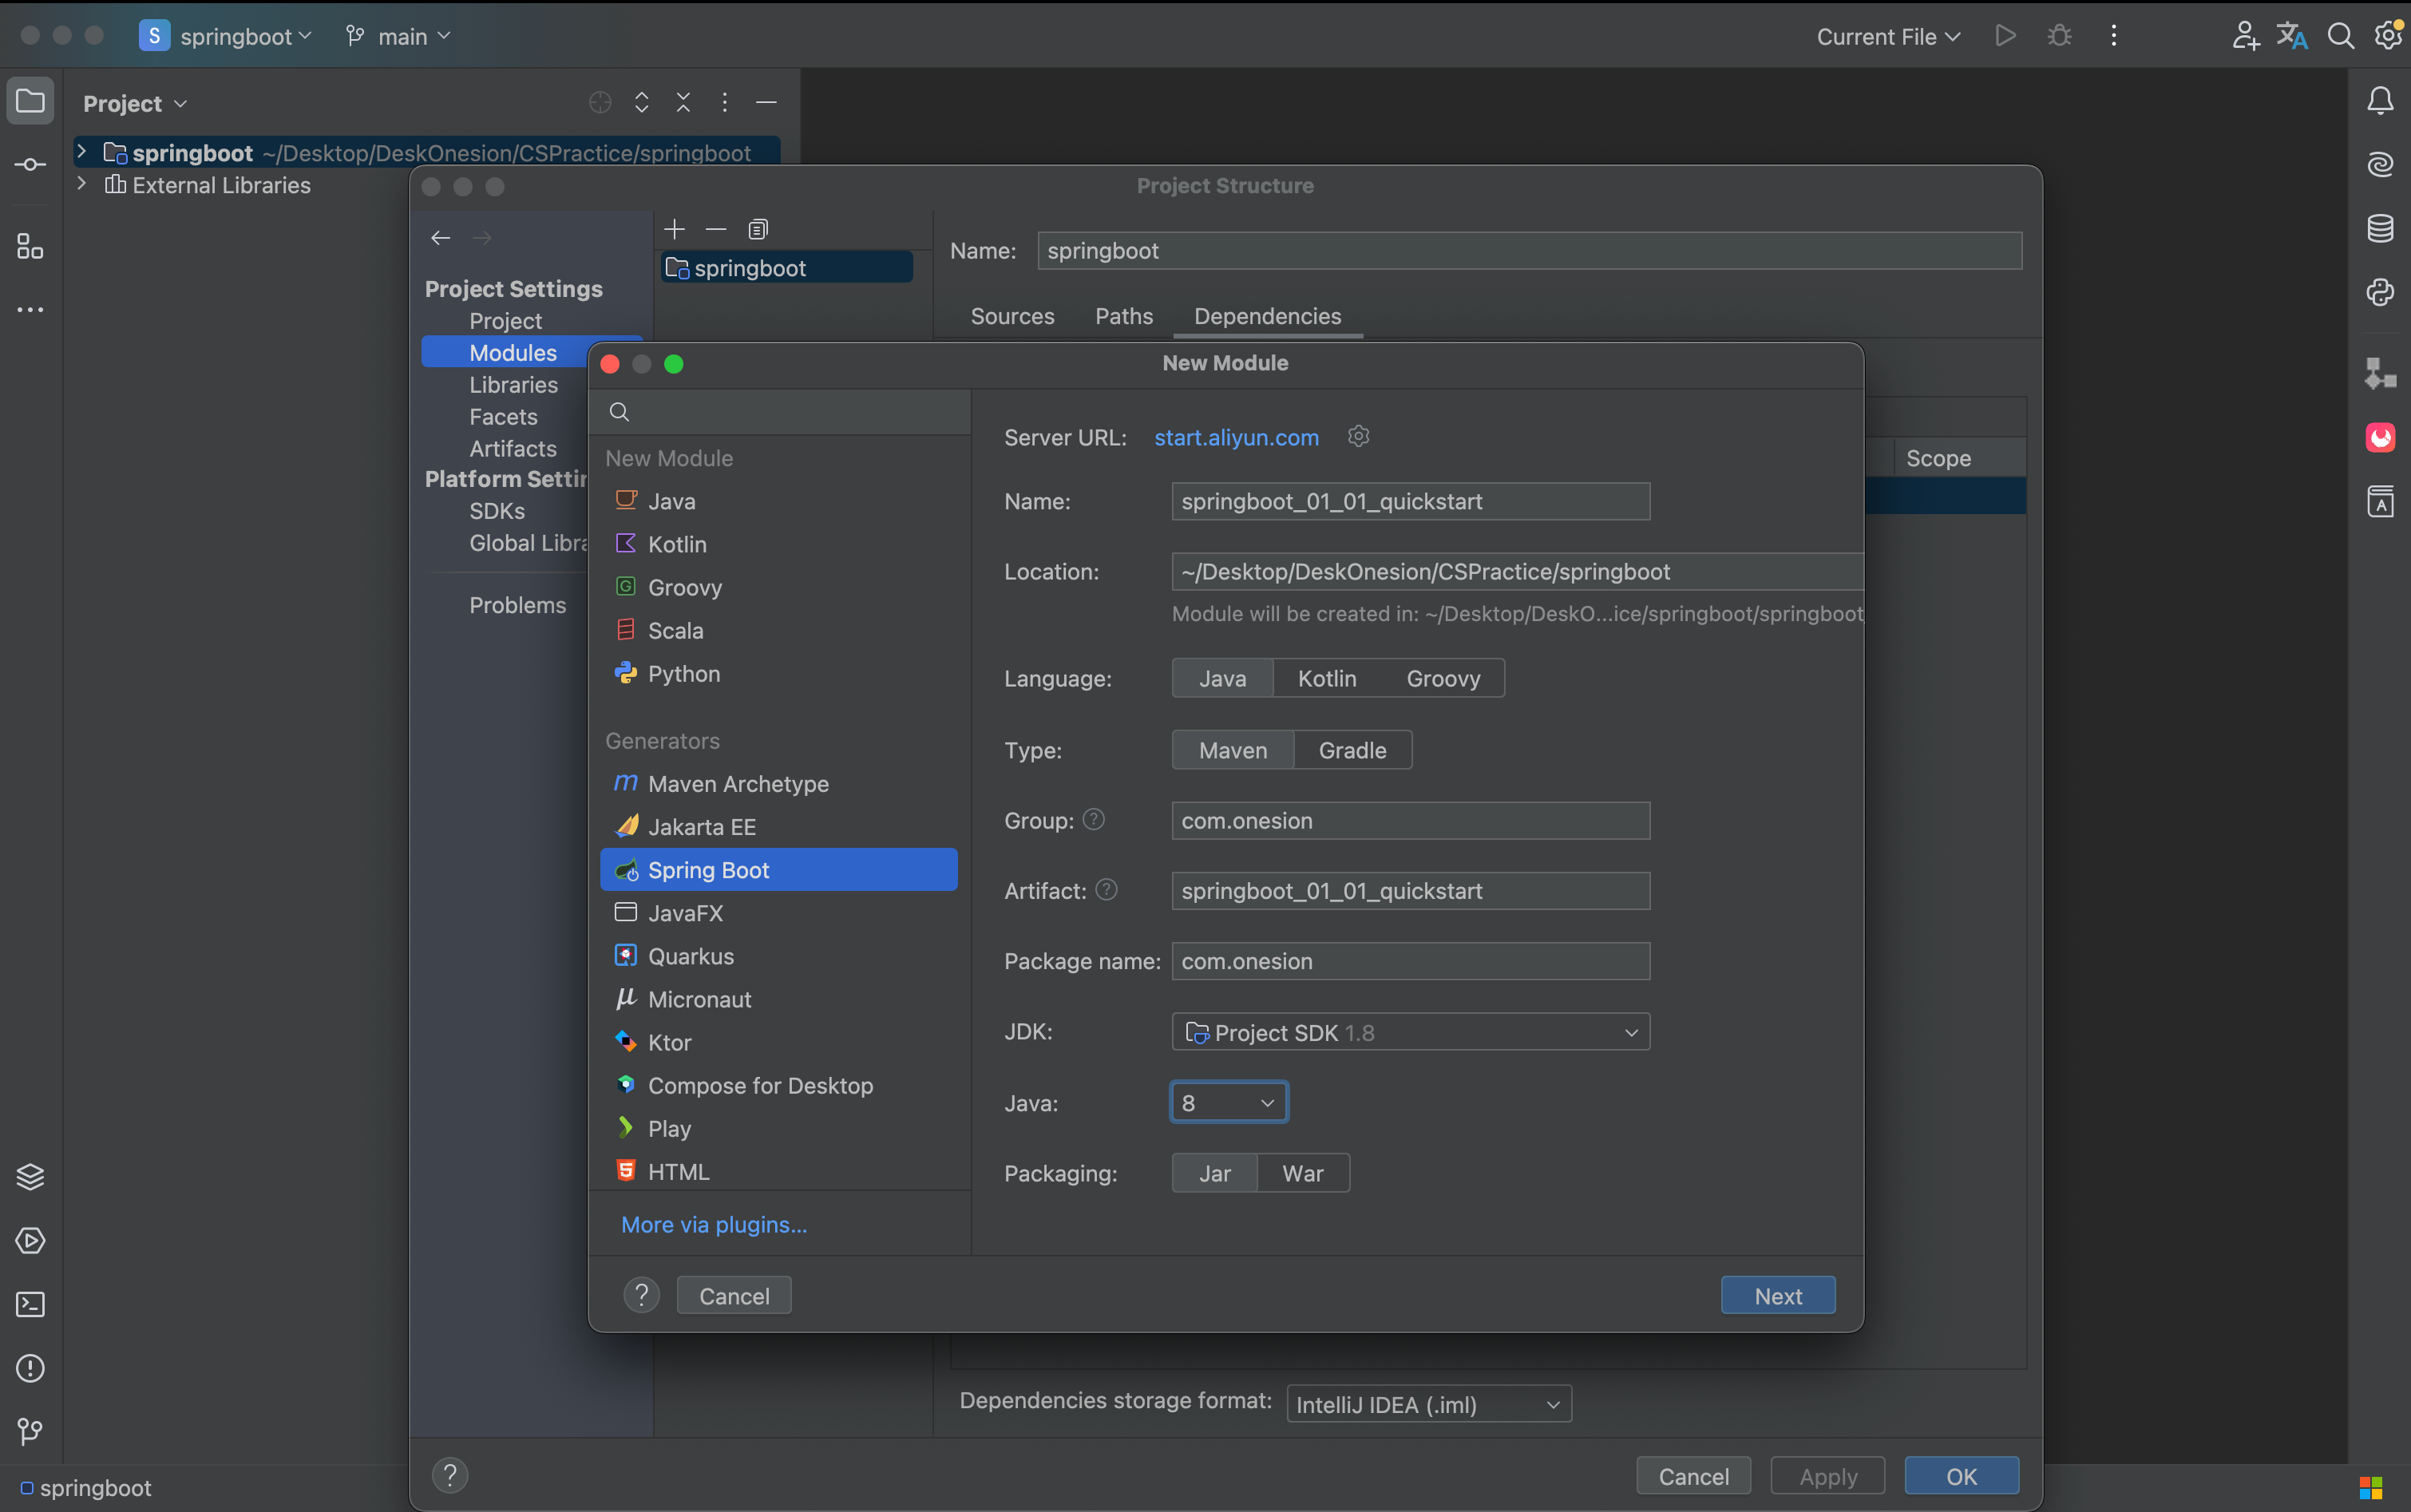 S springboot main Current File
Project
springboot ~/Desktop/DeskOnesion/CSPractice/springboot
External Libraries
Project Structure
Project Settings
Project
Modules
Libraries
Facets
Artifacts
Platform Settin
SDKs
Global Libra
Problems
springboot
Name: springboot
Sources Paths Dependencies
Scope
New Module
New Module
Java
Kotlin
Groovy
Scala
Python
Generators
Maven Archetype
Jakarta EE
Spring Boot
JavaFX
Quarkus
Micronaut
Ktor
Compose for Desktop
Play
HTML
More via plugins...
Server URL: start.aliyun.com
Name: springboot_01_01_quickstart
Location: ~/Desktop/DeskOnesion/CSPractice/springboot
Module will be created in: ~/Desktop/DeskO...ice/springboot/springboot
Language: Java Kotlin Groovy
Type: Maven Gradle
Group: ? com.onesion
Artifact: ? springboot_01_01_quickstart
Package name: com.onesion
JDK: Project SDK 1.8
Java: 8
Packaging: Jar War
? Cancel Next
Dependencies storage format: IntelliJ IDEA (.iml)
? Cancel Apply OK
springboot